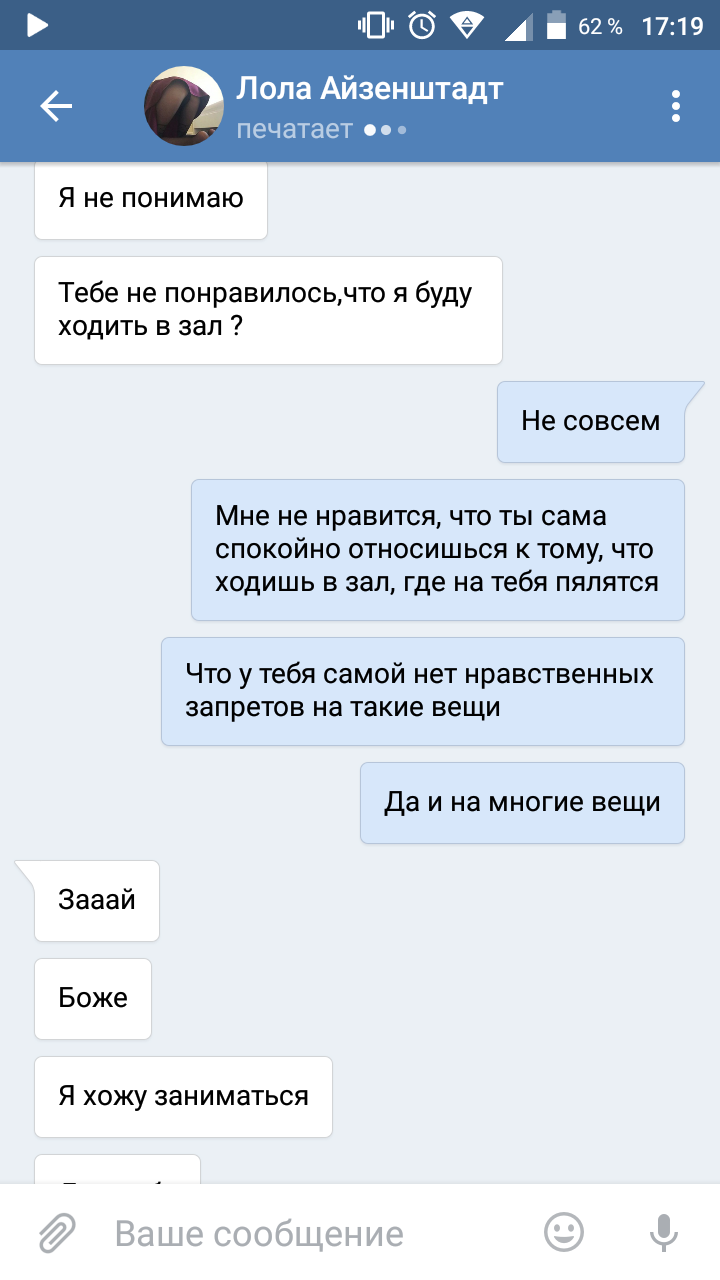 62 % 17:19
Лола Айзенштадт
печатает
Я не понимаю
Тебе не понравилось,что я буду
ходить в зал ?
Не совсем
Мне не нравится, что ты сама
спокойно относишься к тому, что
ходишь в зал, где на тебя пялятся
Что у тебя самой нет нравственных
запретов на такие вещи
Да и на многие вещи
Зааай
Боже
Я хожу заниматься
Ваше сообщение